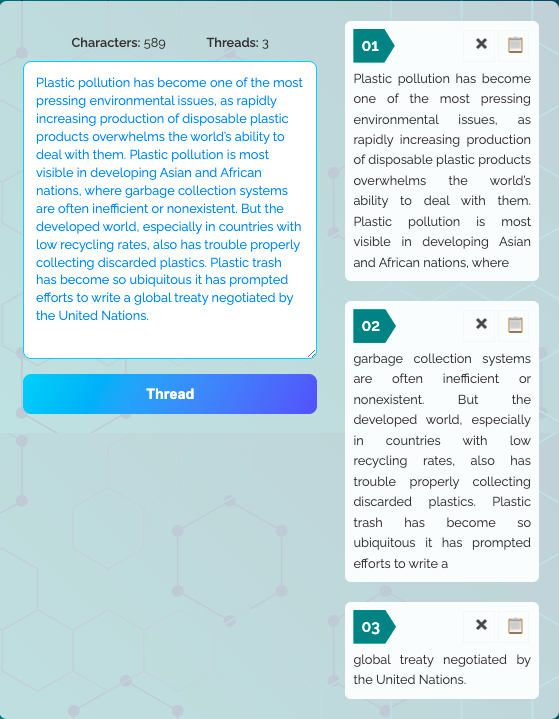 Characters: 589 Threads: 3
Plastic pollution has become one of the most
pressing environmental issues, as rapidly
increasing production of disposable plastic
products overwhelms the world's ability to
deal with them. Plastic pollution is most
visible in developing Asian and African
nations, where garbage collection systems
are often inefficient or nonexistent. But the
developed world, especially in countries with
low recycling rates, also has trouble properly
collecting discarded plastics. Plastic trash
has become so ubiquitous it has prompted
efforts to write a global treaty negotiated by
the United Nations.
Thread
01
Plastic pollution has become
one of the most pressing
environmental issues, as
rapidly increasing production
of disposable plastic products
overwhelms the world's
ability to deal with them.
Plastic pollution is most
visible in developing Asian
and African nations, where
02
garbage collection systems
are often inefficient or
nonexistent. But the
developed world, especially
in countries with low
recycling rates, also has
trouble properly collecting
discarded plastics. Plastic
trash has become so
ubiquitous it has prompted
efforts to write a
03
global treaty negotiated by
the United Nations.